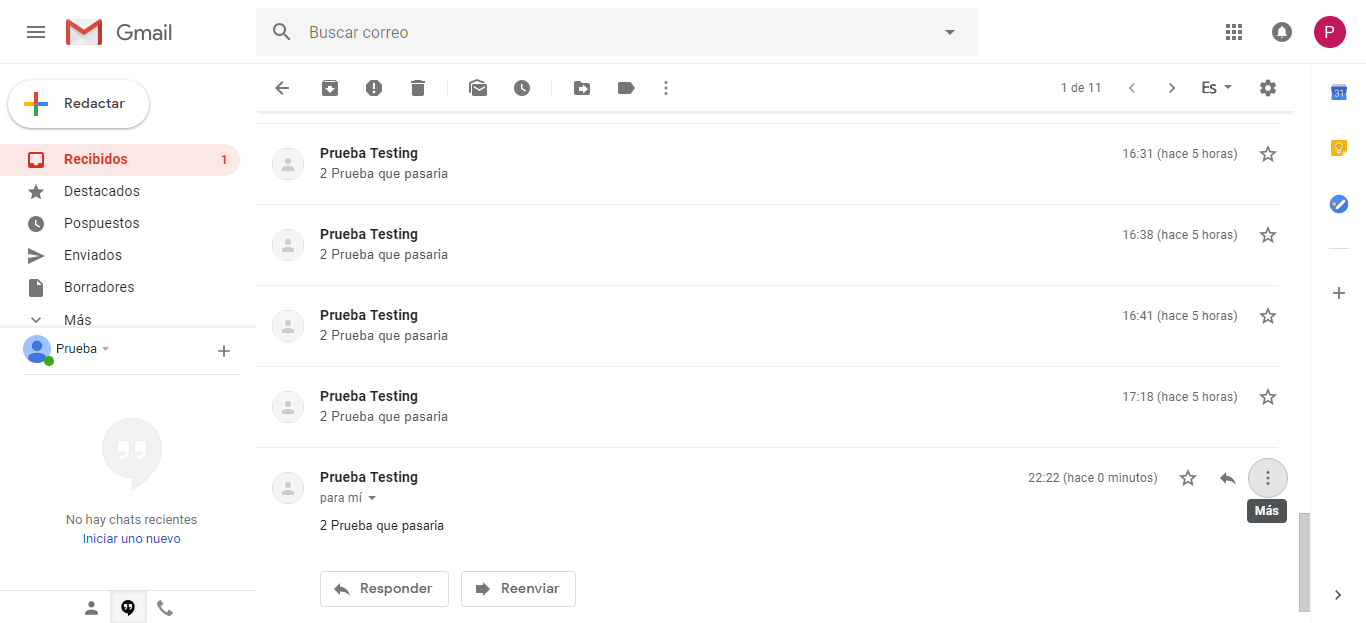 Gmail
Buscar correo
P
Redactar
1 de 11
Es
31
Recibidos 1
Destacados
Pospuestos
Enviados
Borradores
Más
Prueba
No hay chats recientes
Iniciar uno nuevo
Prueba Testing 16:31 (hace 5 horas)
2 Prueba que pasaria
Prueba Testing 16:38 (hace 5 horas)
2 Prueba que pasaria
Prueba Testing 16:41 (hace 5 horas)
2 Prueba que pasaria
Prueba Testing 17:18 (hace 5 horas)
2 Prueba que pasaria
Prueba Testing 22:22 (hace 0 minutos)
para mí
Más
2 Prueba que pasaria
Responder Reenviar